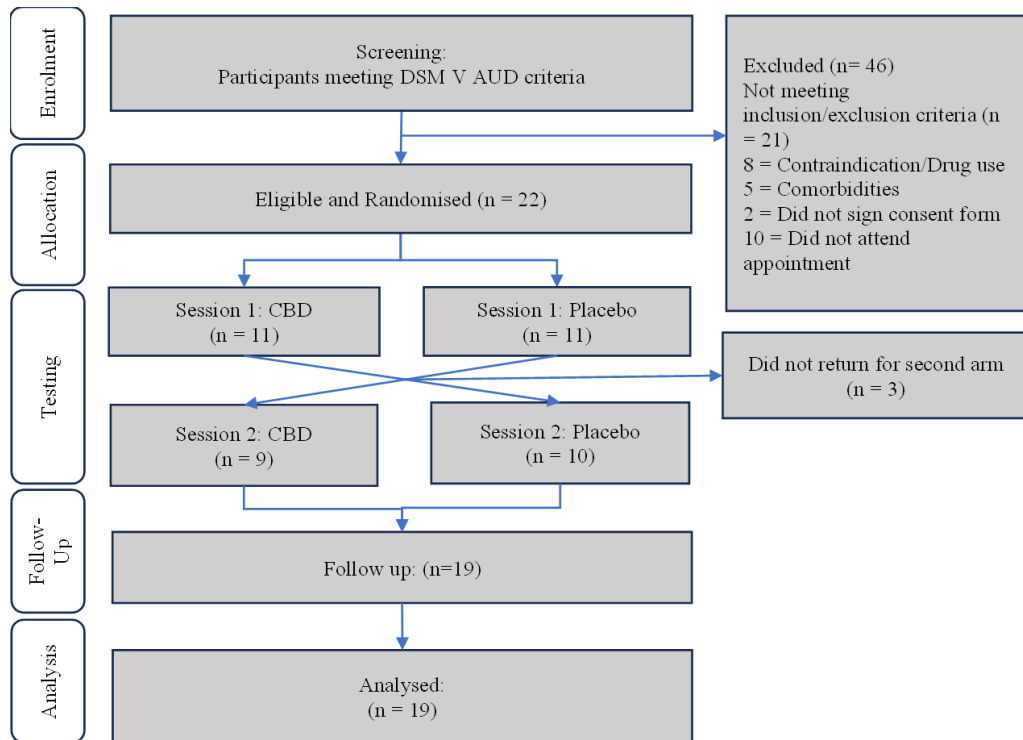 Enrolment
Screening:
Participants meeting DSM V AUD criteria
Excluded (n= 46)
Not meeting
inclusion/exclusion criteria (n
= 21)
8 = Contraindication/Drug use
5 = Comorbidities
2 = Did not sign consent form
10 = Did not attend
appointment
Allocation
Eligible and Randomised (n = 22)
Testing
Session 1: CBD
(n = 11)
Session 1: Placebo
(n = 11)
Did not return for second arm
(n = 3)
Session 2: CBD
(n = 9)
Session 2: Placebo
(n = 10)
Follow-
Up
Follow up: (n=19)
Analysis
Analysed:
(n = 19)